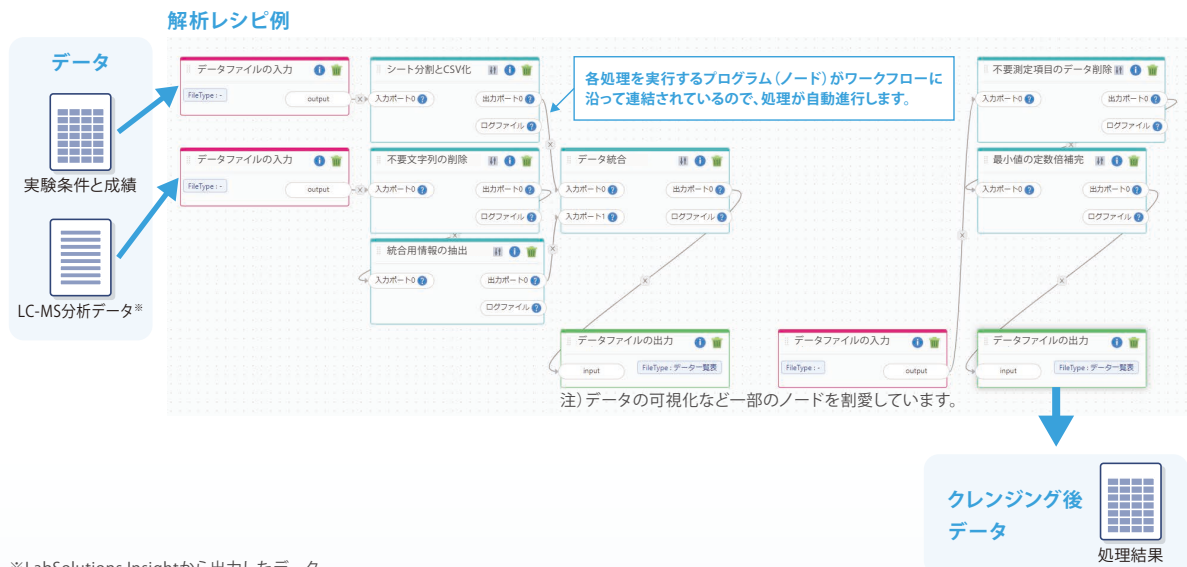 解析レシピ例
データ
実験条件と成績
LC-MS分析データ※
データファイルの入力
FileType : -
output
シート分割とCSV化
入力ポート0
出力ポート0
ログファイル
各処理を実行するプログラム（ノード）がワークフローに
沿って連結されているので、処理が自動進行します。
不要測定項目のデータ削除
入力ポート0
出力ポート0
ログファイル
データファイルの入力
FileType : -
output
不要文字列の削除
入力ポート0
出力ポート0
ログファイル
データ統合
入力ポート0
出力ポート0
入力ポート1
ログファイル
最小値の定数倍補完
入力ポート0
出力ポート0
ログファイル
統合用情報の抽出
入力ポート0
出力ポート0
ログファイル
データファイルの出力
input
FileType : データ一覧表
データファイルの入力
FileType : -
output
データファイルの出力
input
FileType : データ一覧表
注）データの可視化など一部のノードを割愛しています。
クレンジング後
データ
処理結果
※LabSolutions Insightから出力したデータ